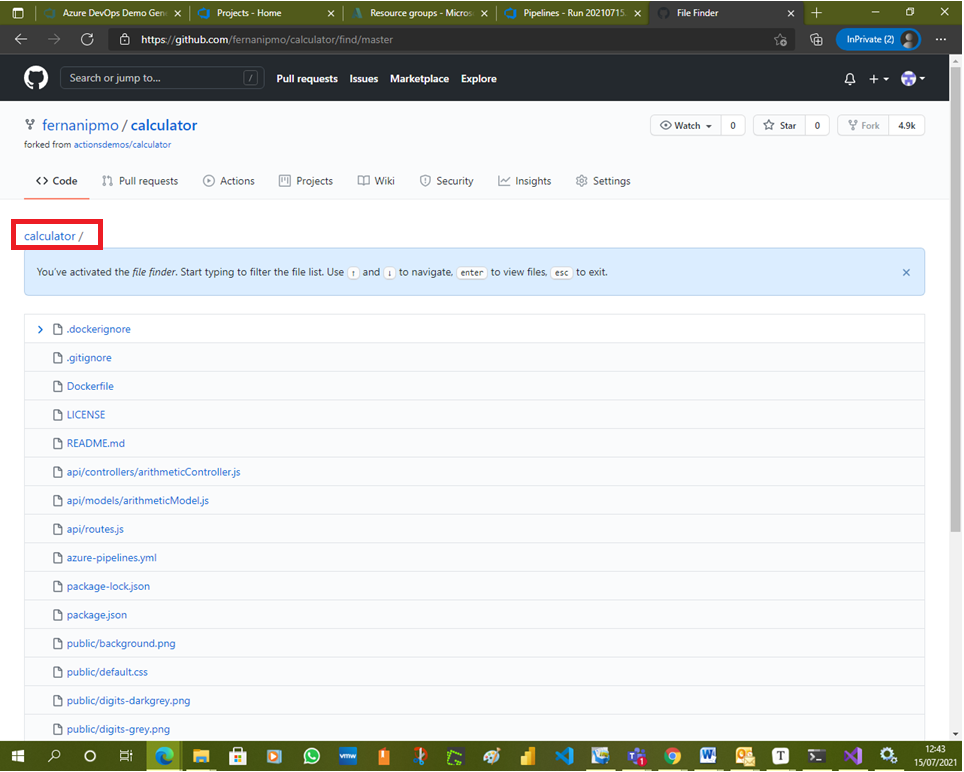 Azure DevOps Demo Gen
Projects - Home
Resource groups - Micros
Pipelines - Run 20210715.
File Finder
https://github.com/fernanipmo/calculator/find/master
InPrivate (2)
Search or jump to...
/
Pull requests
Issues
Marketplace
Explore
fernanipmo / calculator
forked from actionsdemos/calculator
Watch
0
Star
0
Fork
4.9k
Code
Pull requests
Actions
Projects
Wiki
Security
Insights
Settings
calculator /
You've activated the file finder. Start typing to filter the file list. Use ↑ and ↓ to navigate, enter to view files, esc to exit.
.dockerignore
.gitignore
Dockerfile
LICENSE
README.md
api/controllers/arithmeticController.js
api/models/arithmeticModel.js
api/routes.js
azure-pipelines.yml
package-lock.json
package.json
public/background.png
public/default.css
public/digits-darkgrey.png
public/digits-grey.png
vmw
12:43
15/07/2021